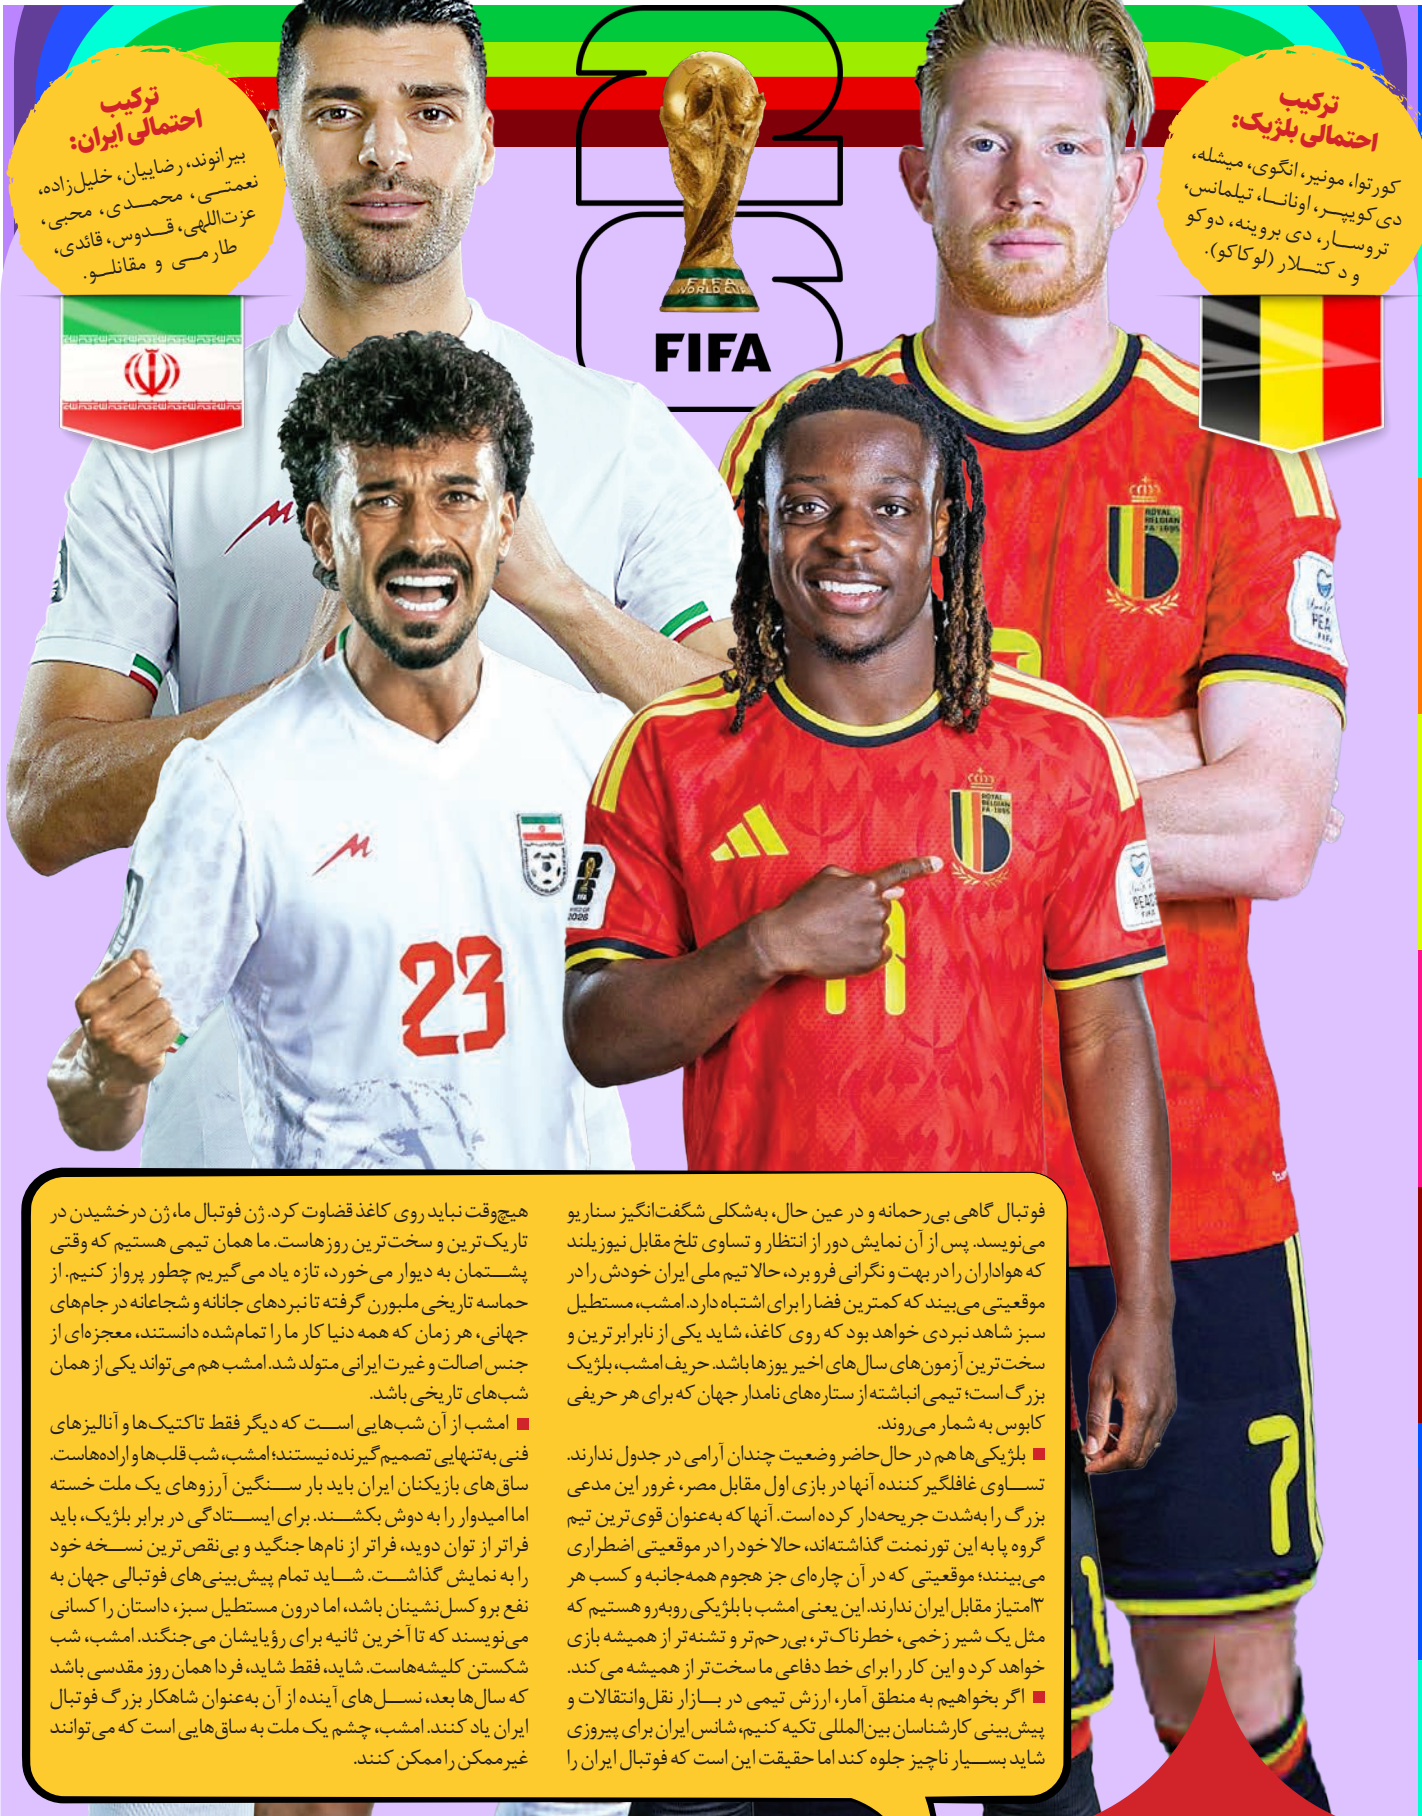 ترکیب
احتمالی بلژیک:
کورتوا، مونیر، انگوی، میشله،
دی‌کویپر، اونانا، تیلمانس،
تروسار، دی بروینه، دوکو
و د کتلار (لوکاکو).
ترکیب
احتمالی ایران:
بیرانوند، رضاییان، خلیل‌زاده،
نعمتی، محمدی، محبی،
عزت‌اللهی، قدوس، قائدی،
طارمی و مقانلو.
FIFA
WORLD CUP
FIFA
ROYAL
BELGIAN
FA·1895
PEA
FIFA
ROYAL
BELGIAN
FA·1895
PEAC
FIFA
2026
23
11
7
فوتبال گاهی بی‌رحمانه و در عین حال، به‌شکلی شگفت‌انگیز سناریو
می‌نویسد. پس از آن نمایش دور از انتظار و تساوی تلخ مقابل نیوزیلند
که هواداران را در بهت و نگرانی فرو برد، حالا تیم ملی ایران خودش را در
موقعیتی می‌بیند که کمترین فضا را برای اشتباه دارد. امشب، مستطیل
سبز شاهد نبردی خواهد بود که روی کاغذ، شاید یکی از نابرابرترین و
سخت‌ترین آزمون‌های سال‌های اخیر یوزها باشد. حریف امشب، بلژیک
بزرگ است؛ تیمی انباشته از ستاره‌های نامدار جهان که برای هر حریفی
کابوس به شمار می‌روند.
■ بلژیکی‌ها هم در حال حاضر وضعیت چندان آرامی در جدول ندارند.
تساوی غافلگیر کننده آنها در بازی اول مقابل مصر، غرور این مدعی
بزرگ را به‌شدت جریحه‌دار کرده است. آنها که به‌عنوان قوی‌ترین تیم
گروه پا به این تورنمنت گذاشته‌اند، حالا خود را در موقعیتی اضطراری
می‌بینند؛ موقعیتی که در آن چاره‌ای جز هجوم همه‌جانبه و کسب هر
۳امتیاز مقابل ایران ندارند. این یعنی امشب با بلژیکی روبه‌رو هستیم که
مثل یک شیر زخمی، خطرناک‌تر، بی‌رحم‌تر و تشنه‌تر از همیشه بازی
خواهد کرد و این کار را برای خط دفاعی ما سخت‌تر از همیشه می‌کند.
■ اگر بخواهیم به منطق آمار، ارزش تیمی در بازار نقل‌وانتقالات و
پیش‌بینی کارشناسان بین‌المللی تکیه کنیم، شانس ایران برای پیروزی
شاید بسیار ناچیز جلوه کند اما حقیقت این است که فوتبال ایران را
هیچ‌وقت نباید روی کاغذ قضاوت کرد. ژن فوتبال ما، ژن درخشیدن در
تاریک‌ترین و سخت‌ترین روزهاست. ما همان تیمی هستیم که وقتی
پشتمان به دیوار می‌خورد، تازه یاد می‌گیریم چطور پرواز کنیم. از
حماسه تاریخی ملبورن گرفته تا نبردهای جانانه و شجاعانه در جام‌های
جهانی، هر زمان که همه دنیا کار ما را تمام‌شده دانستند، معجزه‌ای از
جنس اصالت و غیرت ایرانی متولد شد. امشب هم می‌تواند یکی از همان
شب‌های تاریخی باشد.
■ امشب از آن شب‌هایی است که دیگر فقط تاکتیک‌ها و آنالیزهای
فنی به‌تنهایی تصمیم‌گیرنده نیستند؛ امشب، شب قلب‌ها و اراده‌هاست.
ساق‌های بازیکنان ایران باید بار سنگین آرزوهای یک ملت خسته
اما امیدوار را به دوش بکشند. برای ایستادگی در برابر بلژیک، باید
فراتر از توان دوید، فراتر از نام‌ها جنگید و بی‌نقص‌ترین نسخه خود
را به نمایش گذاشت. شاید تمام پیش‌بینی‌های فوتبالی جهان به
نفع بروکسل‌نشینان باشد، اما درون مستطیل سبز، داستان را کسانی
می‌نویسند که تا آخرین ثانیه برای رؤیایشان می‌جنگند. امشب، شب
شکستن کلیشه‌هاست. شاید، فقط شاید، فردا همان روز مقدسی باشد
که سال‌ها بعد، نسل‌های آینده از آن به‌عنوان شاهکار بزرگ فوتبال
ایران یاد کنند. امشب، چشم یک ملت به ساق‌هایی است که می‌توانند
غیرممکن را ممکن کنند.